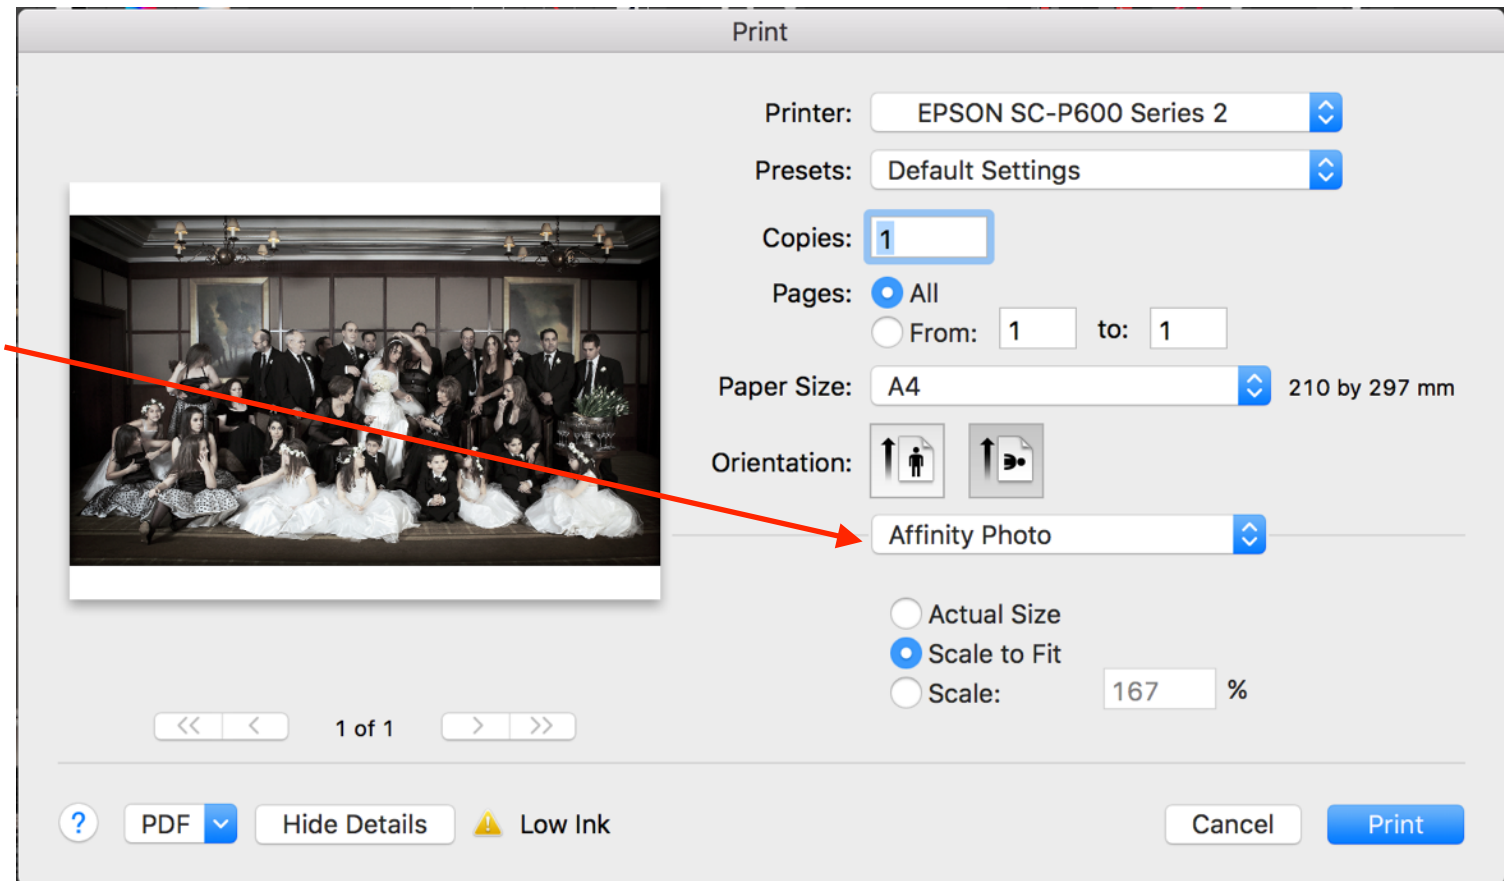 Print
Printer: EPSON SC-P600 Series 2
Presets: Default Settings
Copies: 1
Pages: All
From: 1 to: 1
Paper Size: A4 210 by 297 mm
Orientation:
Affinity Photo
Actual Size
Scale to Fit
Scale: 167 %
<< < 1 of 1 > >>
? PDF Hide Details Low Ink Cancel Print